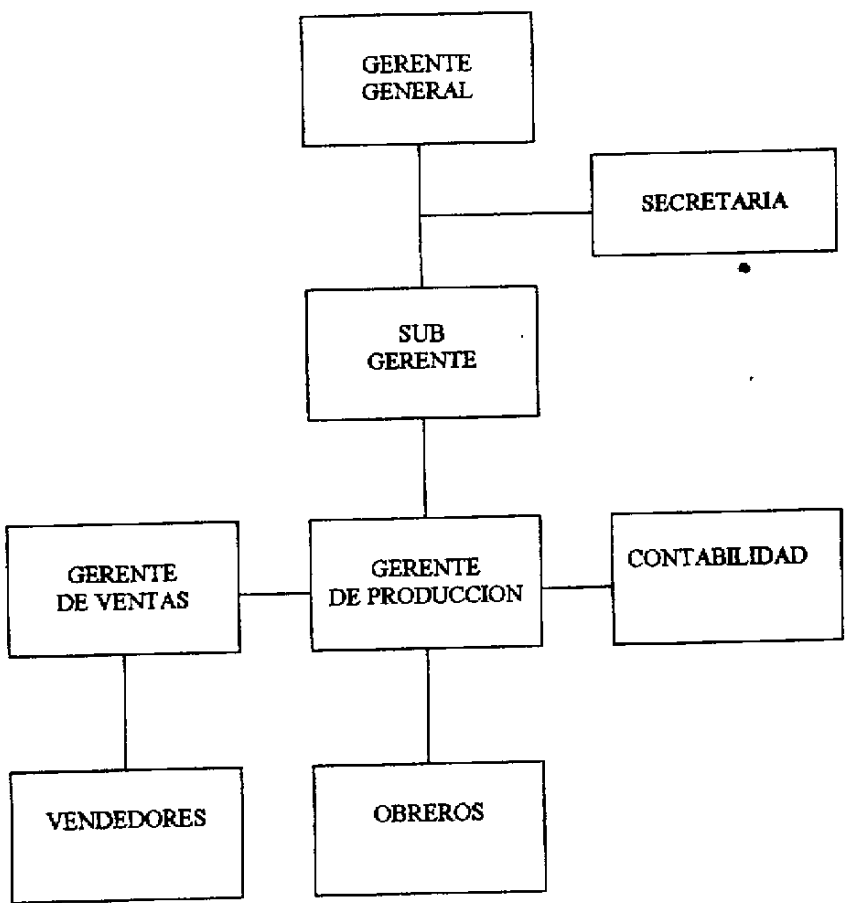 GERENTE
GENERAL
SECRETARIA
SUB
GERENTE
GERENTE
DE VENTAS
GERENTE
DE PRODUCCION
CONTABILIDAD
VENDEDORES
OBREROS